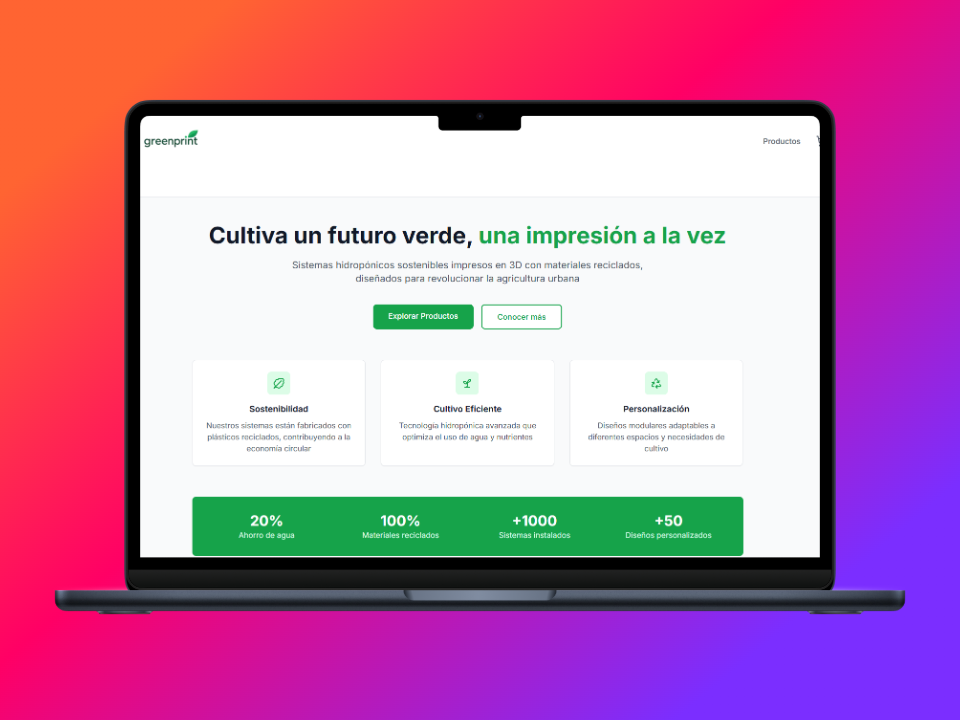 greenprint
Productos
Cultiva un futuro verde, una impresión a la vez
Sistemas hidropónicos sostenibles impresos en 3D con materiales reciclados,
diseñados para revolucionar la agricultura urbana
Explorar Productos
Conocer más
Sostenibilidad
Nuestros sistemas están fabricados con
plásticos reciclados, contribuyendo a la
economía circular
Cultivo Eficiente
Tecnología hidropónica avanzada que
optimiza el uso de agua y nutrientes
Personalización
Diseños modulares adaptables a
diferentes espacios y necesidades de
cultivo
20%
Ahorro de agua
100%
Materiales reciclados
+1000
Sistemas instalados
+50
Diseños personalizados